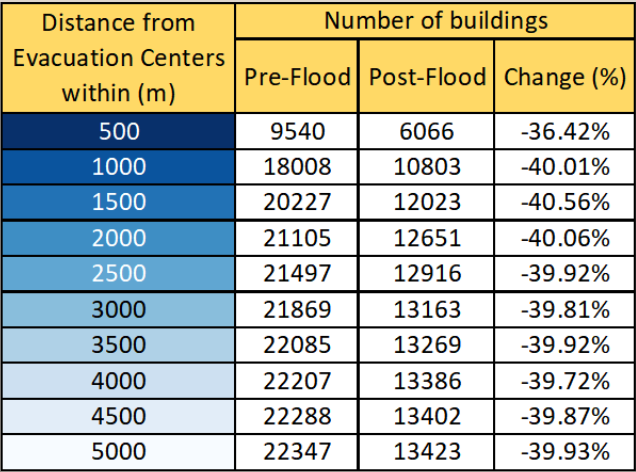 Distance from Evacuation Centers within (m) Number of buildings
Pre-Flood Post-Flood Change (%)
500 9540 6066 -36.42%
1000 18008 10803 -40.01%
1500 20227 12023 -40.56%
2000 21105 12651 -40.06%
2500 21497 12916 -39.92%
3000 21869 13163 -39.81%
3500 22085 13269 -39.92%
4000 22207 13386 -39.72%
4500 22288 13402 -39.87%
5000 22347 13423 -39.93%